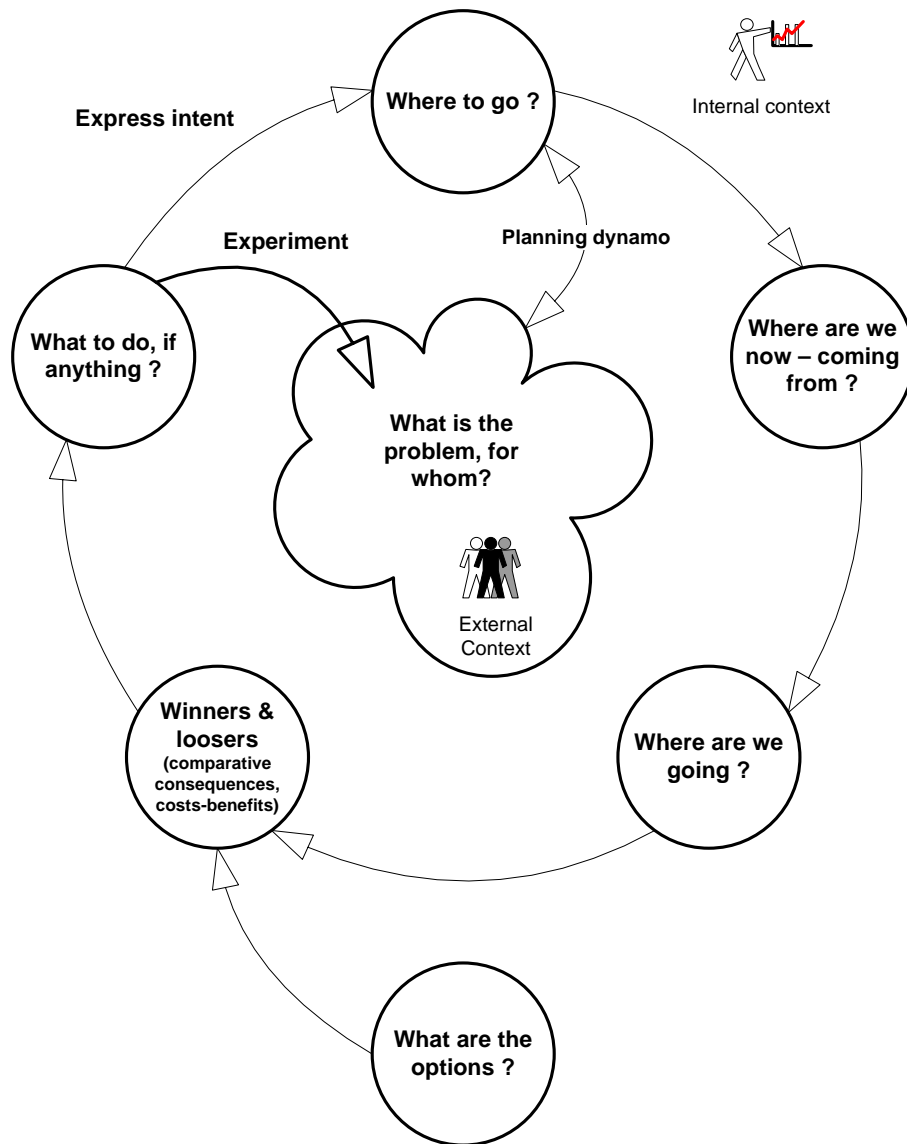 Where to go ?
Internal context
Express intent
Experiment
Planning dynamo
What to do, if
anything ?
Where are we
now – coming
from ?
What is the
problem, for
whom?
External
Context
Winners &
loosers
(comparative
consequences,
costs-benefits)
Where are we
going ?
What are the
options ?